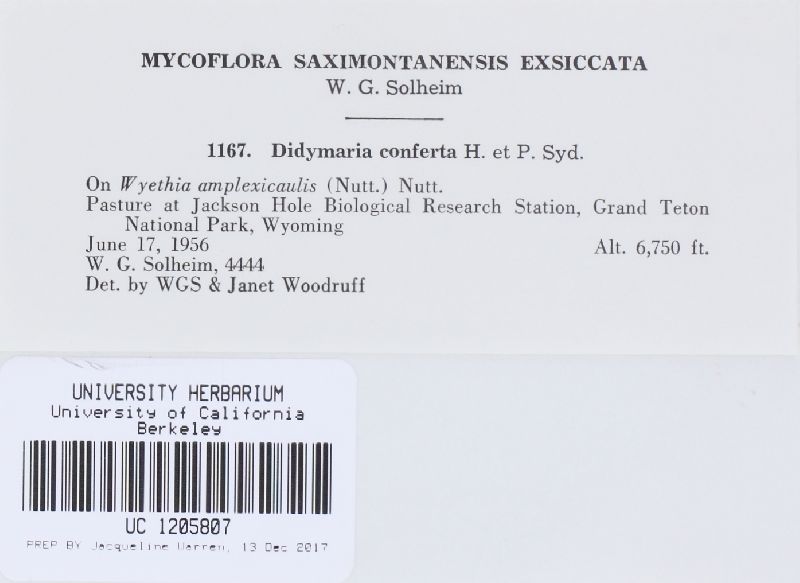 MYCOFLORA SAXIMONTANENSIS EXSICCATA
W. G. Solheim
1167. Didymaria conferta H. et P. Syd.
On Wyethia amplexicaulis (Nutt.) Nutt.
Pasture at Jackson Hole Biological Research Station, Grand Teton
National Park, Wyoming
June 17, 1956 Alt. 6,750 ft.
W. G. Solheim, 4444
Det. by WGS & Janet Woodruff
UNIVERSITY HERBARIUM
University of California
Berkeley
UC 1205807
PREP BY Jacqueline Warren, 13 Dec 2017